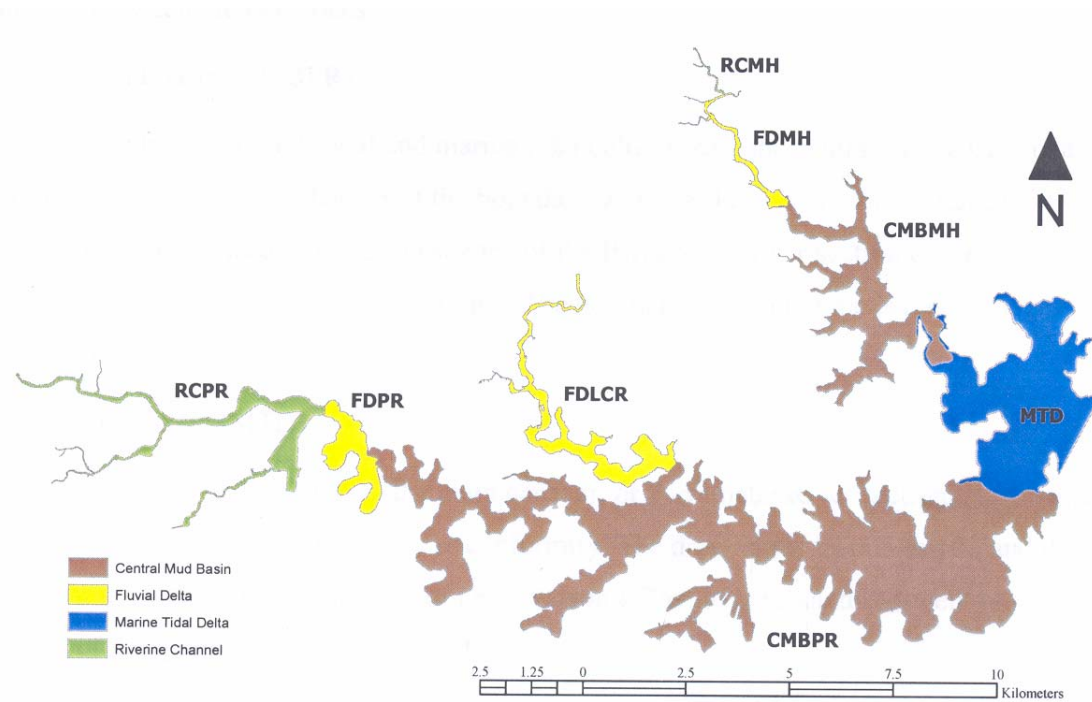 RCMH
FDMH
N
CMBMH
RCPR
FDPR
FDLCR
MTD
Central Mud Basin
Fluvial Delta
Marine Tidal Delta
Riverine Channel
CMBPR
2.5 1.25 0 2.5 5 7.5 10
Kilometers